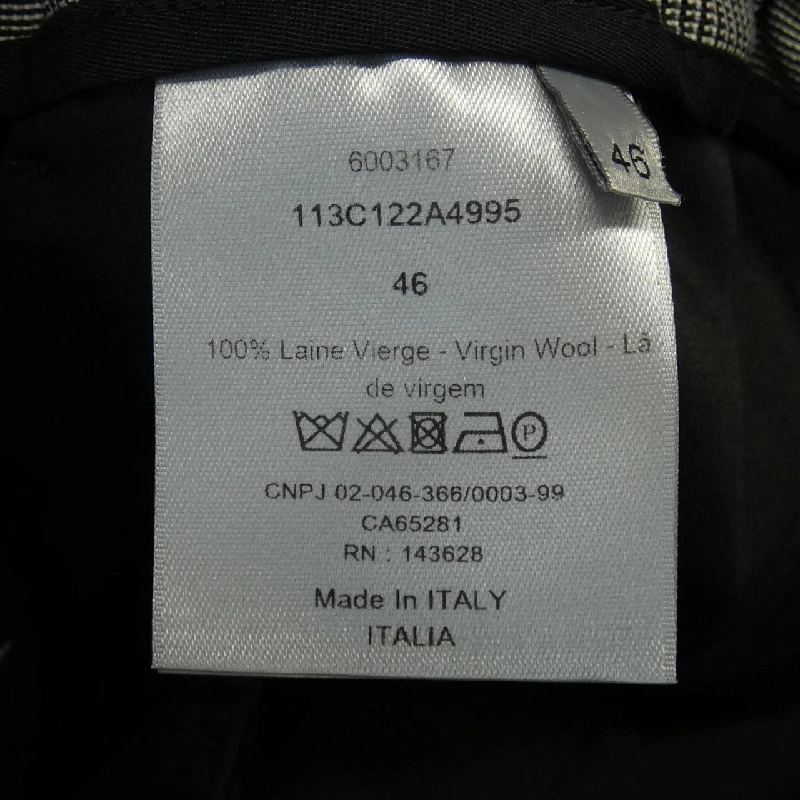 6003167
46
113C122A4995
46
100% Laine Vierge - Virgin Wool - Lã
de virgem
P
CNPJ 02-046-366/0003-99
CA65281
RN : 143628
Made In ITALY
ITALIA